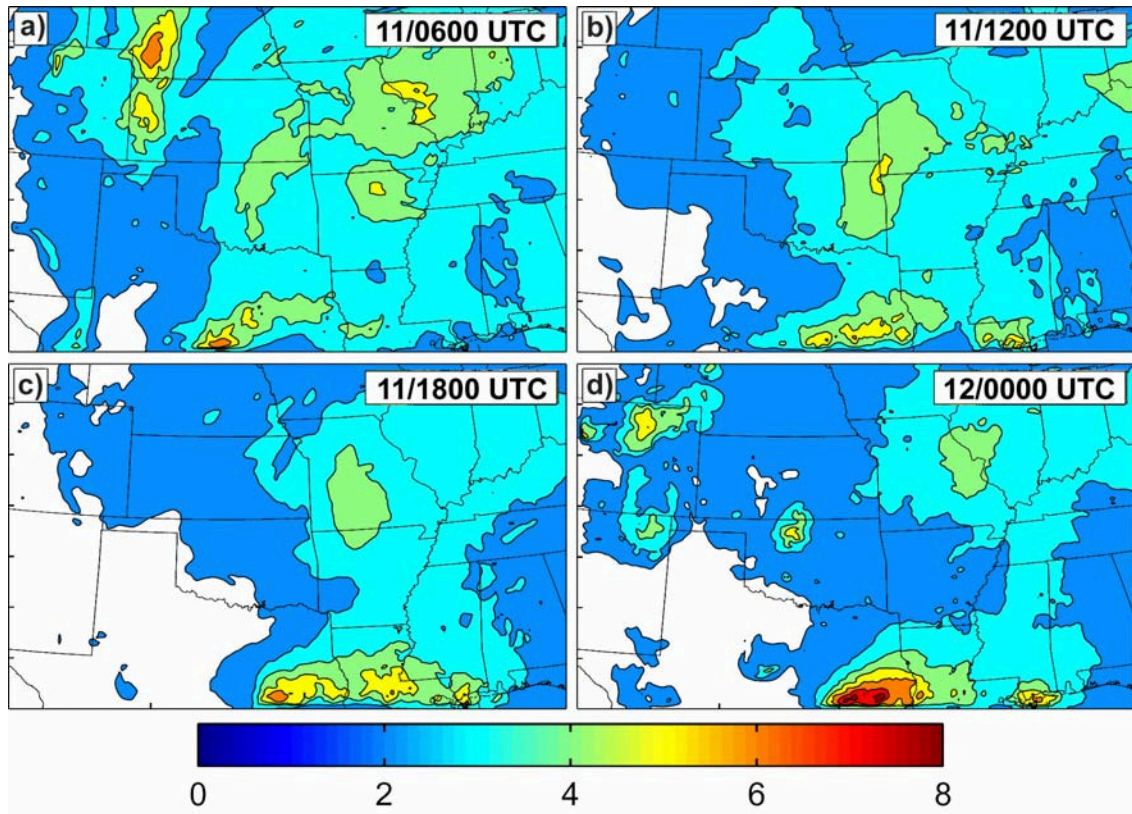 a)
11/0600 UTC
b)
11/1200 UTC
c)
11/1800 UTC
d)
12/0000 UTC
0 2 4 6 8